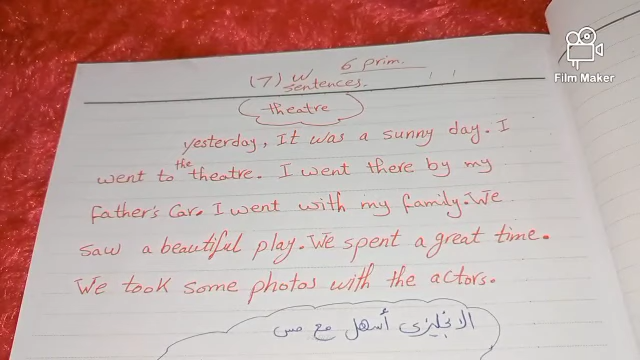 6 prim.
(7) w sentences.
theatre
yesterday, It was a sunny day. I
went to the theatre. I went there by my
father's Car. I went with my family. We
saw a beautiful play. We spent a great time.
We took some photos with the actors.
الانجليزى أسهل مع مس
Film Maker